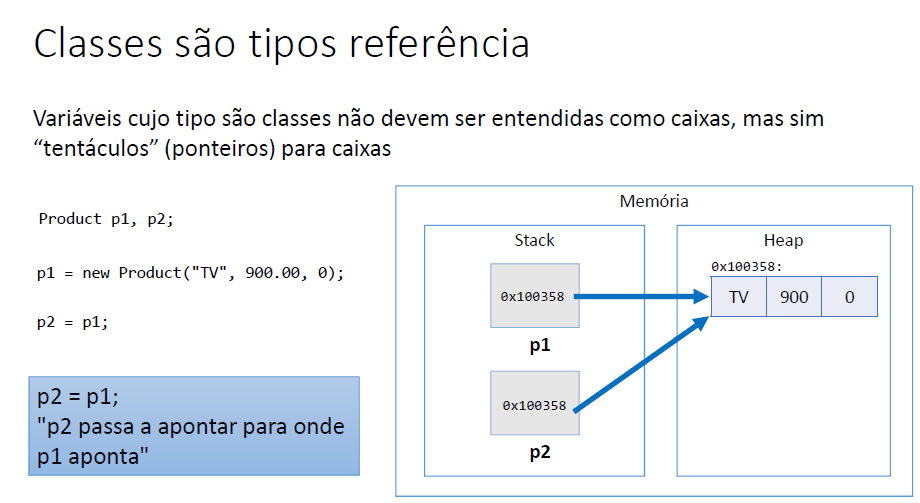 Classes são tipos referência
Variáveis cujo tipo são classes não devem ser entendidas como caixas, mas sim
“tentáculos” (ponteiros) para caixas
Product p1, p2;
p1 = new Product("TV", 900.00, 0);
p2 = p1;
p2 = p1;
"p2 passa a apontar para onde
p1 aponta"
Memória
Stack
0x100358
p1
0x100358
p2
Heap
0x100358:
TV 900 0